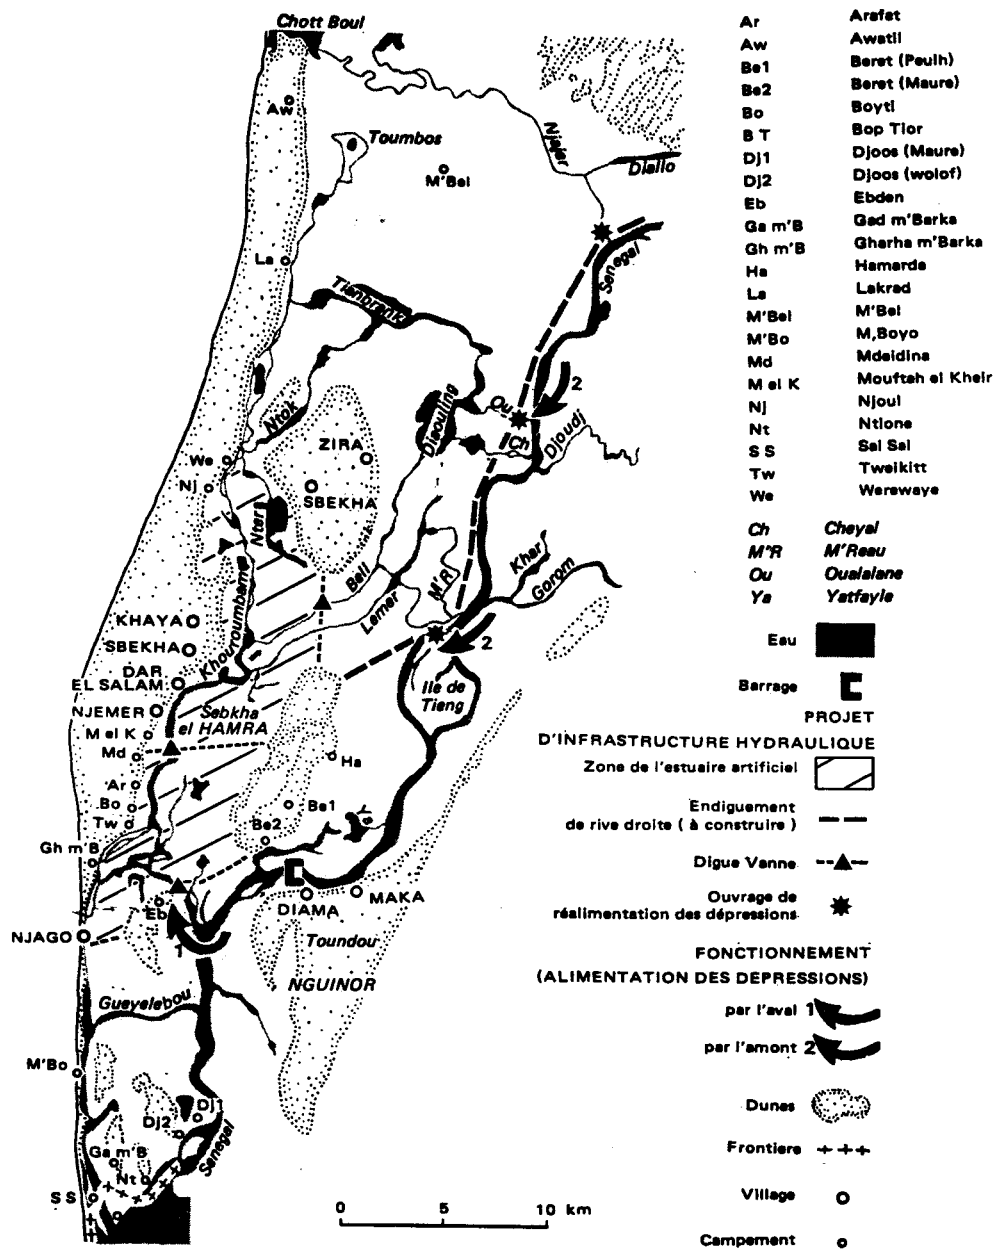 Chott Boul
Aw
Toumbos
M'Bel
Njajer
Diallo
La
Senegal
Tianbrank
2
Ntok
Diaouling
Ou
Ch
Djoudj
ZIRA
We
Nj
SBEKHA
Nter
Bell
Lemer
M'R
Khar
Gorom
KHAYA
SBEKHA
Khouroumbam
DAR
EL SALAM
2
Ile de
Tieng
NJEMER
Sebkha
el HAMRA
M el K
Md
Ha
Ar
Bo
Tw
Be1
Be2
Ya
Gh m'B
Eb
DIAMA
MAKA
NJAGO
1
Toundou
NGUINOR
Gueyelebou
M'Bo
Dj1
Dj2
Ga m'B
Nt
Senegal
S S
0 5 10 km
Ar Arafat
Aw Awatil
Be1 Beret (Peulh)
Be2 Beret (Maure)
Bo Boytl
B T Bop Tior
Dj1 Djoos (Maure)
Dj2 Djoos (wolof)
Eb Ebden
Ga m'B Gad m'Barka
Gh m'B Gharha m'Barka
Ha Hamarda
La Lakrad
M'Bel M'Bel
M'Bo M,Boyo
Md Mdeidina
M el K Mouftah el Kheir
Nj Njoul
Nt Ntione
S S Sal Sal
Tw Tweikitt
We Werewaye
Ch Cheyal
M"R M'Reau
Ou Oualalane
Ya Yatfayle
Eau
Barrage
PROJET
D'INFRASTRUCTURE HYDRAULIQUE
Zone de l'estuaire artificiel
Endiguement
de rive droite ( à construire )
Digue Vanne
Ouvrage de
réalimentation des dépressions
FONCTIONNEMENT
(ALIMENTATION DES DEPRESSIONS)
par l'aval 1
par l'amont 2
Dunes
Frontiere
Village
Campement